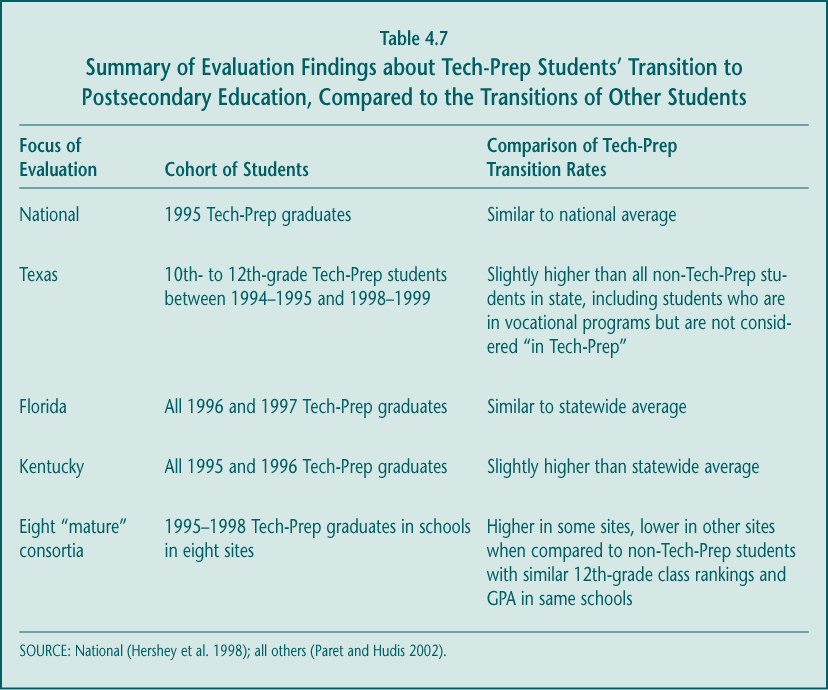 Table 4.7
Summary of Evaluation Findings about Tech-Prep Students’ Transition to
Postsecondary Education, Compared to the Transitions of Other Students
Focus of
Evaluation
Cohort of Students
Comparison of Tech-Prep
Transition Rates
National
1995 Tech-Prep graduates
Similar to national average
Texas
10th- to 12th-grade Tech-Prep students
between 1994–1995 and 1998–1999
Slightly higher than all non-Tech-Prep stu-
dents in state, including students who are
in vocational programs but are not consid-
ered “in Tech-Prep”
Florida
All 1996 and 1997 Tech-Prep graduates
Similar to statewide average
Kentucky
All 1995 and 1996 Tech-Prep graduates
Slightly higher than statewide average
Eight “mature”
consortia
1995–1998 Tech-Prep graduates in schools
in eight sites
Higher in some sites, lower in other sites
when compared to non-Tech-Prep students
with similar 12th-grade class rankings and
GPA in same schools
SOURCE: National (Hershey et al. 1998); all others (Paret and Hudis 2002).